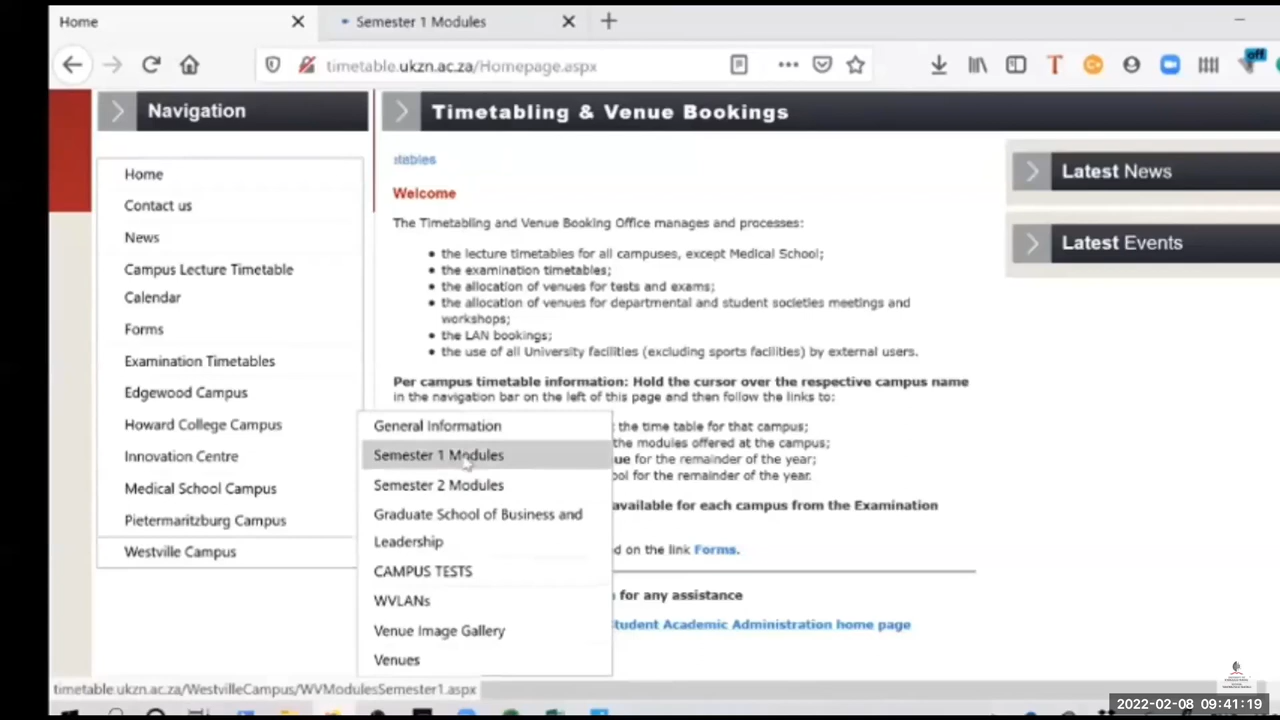 Home
Semester 1 Modules
timetable.ukzn.ac.za/Homepage.aspx
off
Navigation
Home
Contact us
News
Campus Lecture Timetable
Calendar
Forms
Examination Timetables
Edgewood Campus
Howard College Campus
Innovation Centre
Medical School Campus
Pietermaritzburg Campus
Westville Campus
General Information
Semester 1 Modules
Semester 2 Modules
Graduate School of Business and
Leadership
CAMPUS TESTS
WVLANs
Venue Image Gallery
Venues
Timetabling & Venue Bookings
tables
Welcome
The Timetabling and Venue Booking Office manages and processes:
• the lecture timetables for all campuses, except Medical School;
• the examination timetables;
• the allocation of venues for tests and exams;
• the allocation of venues for departmental and student societies meetings and
workshops;
• the LAN bookings;
• the use of all University facilities (excluding sports facilities) by external users.
Per campus timetable information: Hold the cursor over the respective campus name
in the navigation bar on the left of this page and then follow the links to:
the time table for that campus;
the modules offered at the campus;
ue for the remainder of the year;
ool for the remainder of the year.
available for each campus from the Examination
d on the link Forms.
for any assistance
tudent Academic Administration home page
Latest News
Latest Events
timetable.ukzn.ac.za/WestvilleCampus/WVModulesSemester1.aspx
2022-02-08 09:41:19